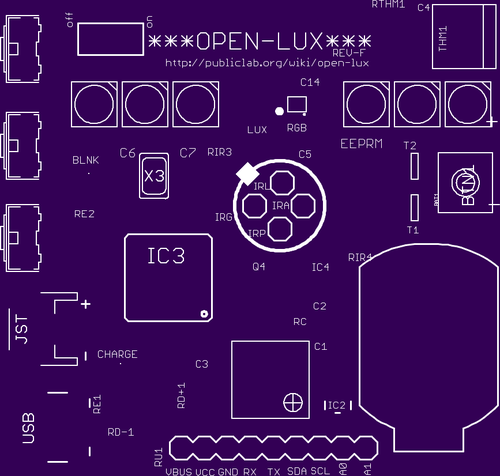 RTHM1
C4
off
on
***OPEN-LUX***
REV-F
THM1
http://publiclab.org/wiki/open-lux
C14
LUX
RGB
EEPRM
T2
C6
C7
RIR3
C5
BLNK
X3
IRL
BTN1
IRG
IRA
RE2
IRP
T1
IC3
Q4
IC4
RIR4
C2
RC
JST
CHARGE
C3
C1
RD+1
RE1
IC2
USB
RD-1
RU1
VBUS VCC GND RX TX SDA SCL A0 A1